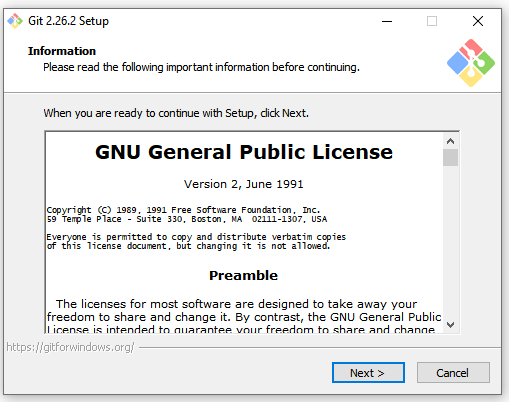 Git 2.26.2 Setup
Information
Please read the following important information before continuing.
When you are ready to continue with Setup, click Next.
GNU General Public License
Version 2, June 1991
Copyright (C) 1989, 1991 Free Software Foundation, Inc.
59 Temple Place - Suite 330, Boston, MA  02111-1307, USA
Everyone is permitted to copy and distribute verbatim copies
of this license document, but changing it is not allowed.
Preamble
The licenses for most software are designed to take away your
freedom to share and change it. By contrast, the GNU General Public
License is intended to guarantee your freedom to share and change
https://gitforwindows.org/
Next >
Cancel